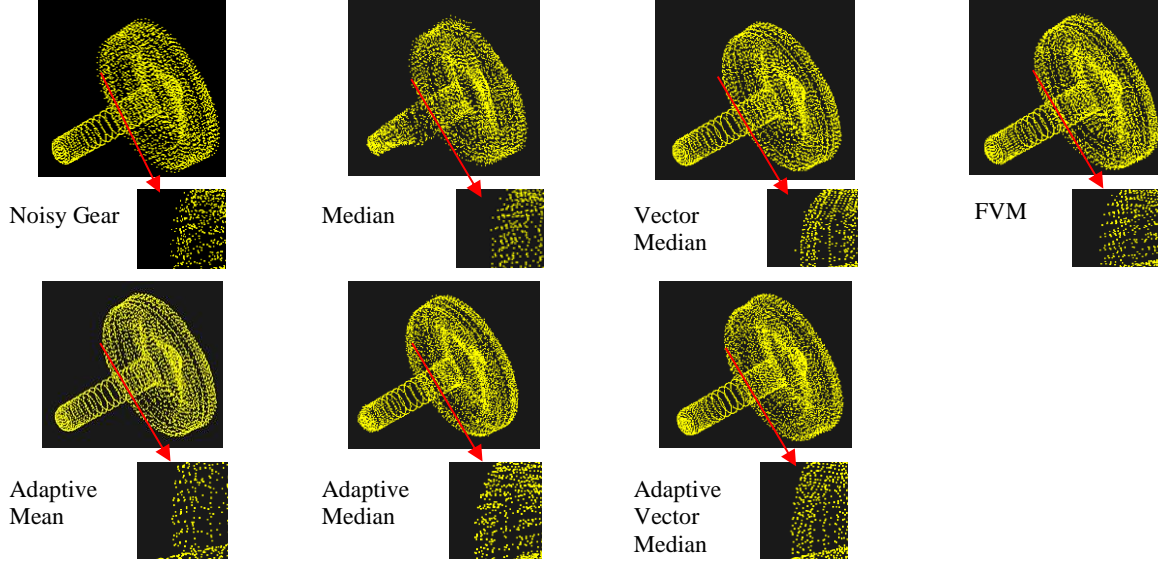 Noisy Gear
Median
Vector
Median
FVM
Adaptive
Mean
Adaptive
Median
Adaptive
Vector
Median